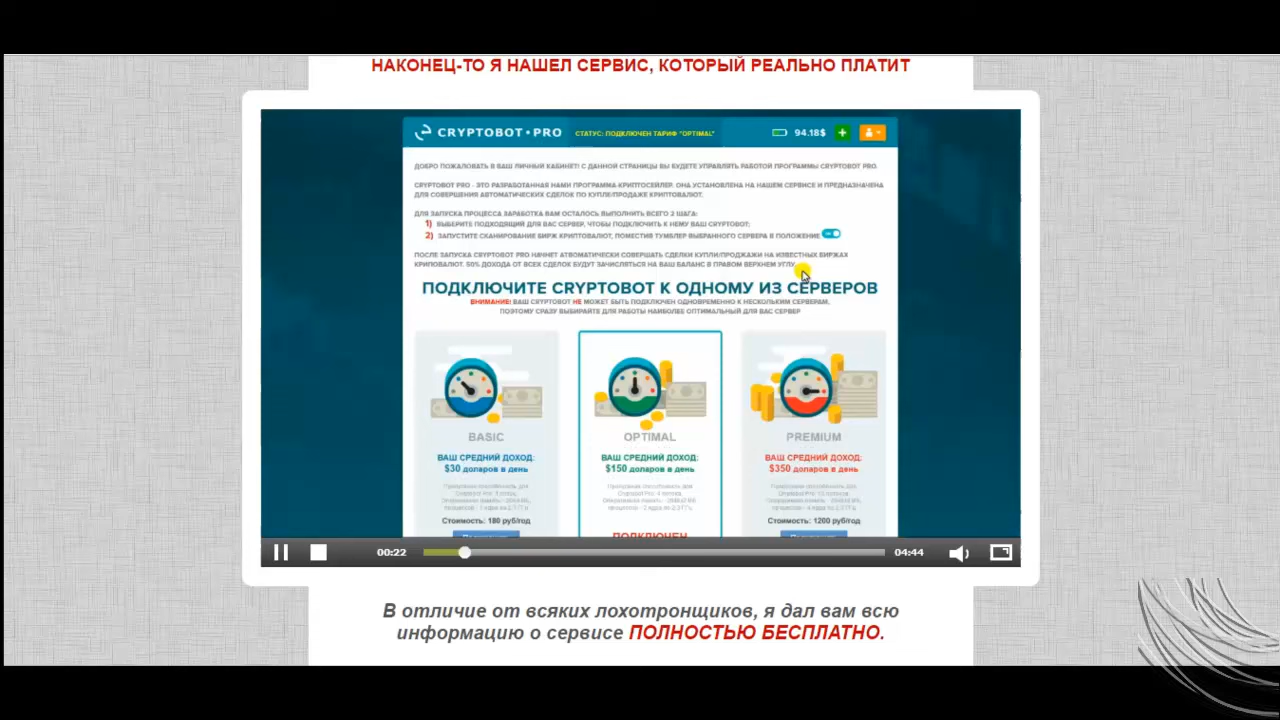 НАКОНЕЦ-ТО Я НАШЕЛ СЕРВИС, КОТОРЫЙ РЕАЛЬНО ПЛАТИТ
CRYPTOBOT • PRO СТАТУС: ПОДКЛЮЧЕН ТАРИФ "OPTIMAL" 94.18$ +
ДОБРО ПОЖАЛОВАТЬ В ВАШ ЛИЧНЫЙ КАБИНЕТ! С ДАННОЙ СТРАНИЦЫ ВЫ БУДЕТЕ УПРАВЛЯТЬ РАБОТОЙ ПРОГРАММЫ CRYPTOBOT PRO.
CRYPTOBOT PRO - ЭТО РАЗРАБОТАННАЯ НАМИ ПРОГРАММА-КРИПТОСЕЙЛЕР. ОНА УСТАНОВЛЕНА НА НАШЕМ СЕРВИСЕ И ПРЕДНАЗНАЧЕНА
ДЛЯ СОВЕРШЕНИЯ АВТОМАТИЧЕСКИХ СДЕЛОК ПО КУПЛЕ/ПРОДАЖЕ КРИПТОВАЛЮТ.
ДЛЯ ЗАПУСКА ПРОЦЕССА ЗАРАБОТКА ВАМ ОСТАЛОСЬ ВЫПОЛНИТЬ ВСЕГО 2 ШАГА:
1) ВЫБЕРИТЕ ПОДХОДЯЩИЙ ДЛЯ ВАС СЕРВЕР, ЧТОБЫ ПОДКЛЮЧИТЬ К НЕМУ ВАШ CRYPTOBOT;
2) ЗАПУСТИТЕ СКАНИРОВАНИЕ БИРЖ КРИПТОВАЛЮТ, ПОМЕСТИВ ТУМБЛЕР ВЫБРАННОГО СЕРВЕРА В ПОЛОЖЕНИЕ
ПОСЛЕ ЗАПУСКА CRYPTOBOT PRO НАЧНЕТ АВТОМАТИЧЕСКИ СОВЕРШАТЬ СДЕЛКИ КУПЛИ/ПРОДАЖИ НА ИЗВЕСТНЫХ БИРЖАХ
КРИПОВАЛЮТ. 50% ДОХОДА ОТ ВСЕХ СДЕЛОК БУДУТ ЗАЧИСЛЯТЬСЯ НА ВАШ БАЛАНС В ПРАВОМ ВЕРХНЕМ УГЛУ.
ПОДКЛЮЧИТЕ CRYPTOBOT К ОДНОМУ ИЗ СЕРВЕРОВ
ВНИМАНИЕ! ВАШ CRYPTOBOT НЕ МОЖЕТ БЫТЬ ПОДКЛЮЧЕН ОДНОВРЕМЕННО К НЕСКОЛЬКИМ СЕРВЕРАМ,
ПОЭТОМУ СРАЗУ ВЫБИРАЙТЕ ДЛЯ РАБОТЫ НАИБОЛЕЕ ОПТИМАЛЬНЫЙ ДЛЯ ВАС СЕРВЕР
BASIC
ВАШ СРЕДНИЙ ДОХОД:
$30 доларов в день
Стоимость: 180 руб/год
OPTIMAL
ВАШ СРЕДНИЙ ДОХОД:
$150 доларов в день
ПОДКЛЮЧЕН
PREMIUM
ВАШ СРЕДНИЙ ДОХОД:
$350 доларов в день
Стоимость: 1200 руб/год
00:22 04:44
В отличие от всяких лохотронщиков, я дал вам всю
информацию о сервисе ПОЛНОСТЬЮ БЕСПЛАТНО.